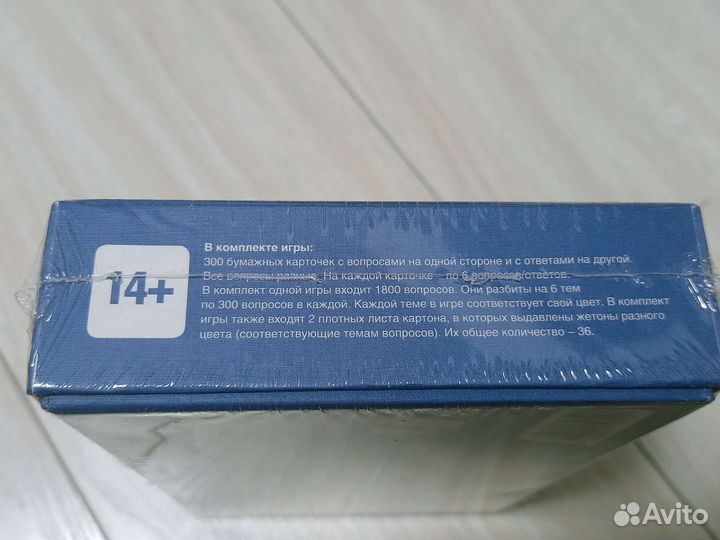 14+
В комплекте игры:
300 бумажных карточек с вопросами на одной стороне и с ответами на другой.
Все вопросы разные. На каждой карточке – по 6 вопросов/ответов.
В комплект одной игры входит 1800 вопросов. Они разбиты на 6 тем
по 300 вопросов в каждой. Каждой теме в игре соответствует свой цвет. В комплект
игры также входят 2 плотных листа картона, в которых выдавлены жетоны разного
цвета (соответствующие темам вопросов). Их общее количество – 36.
Avito